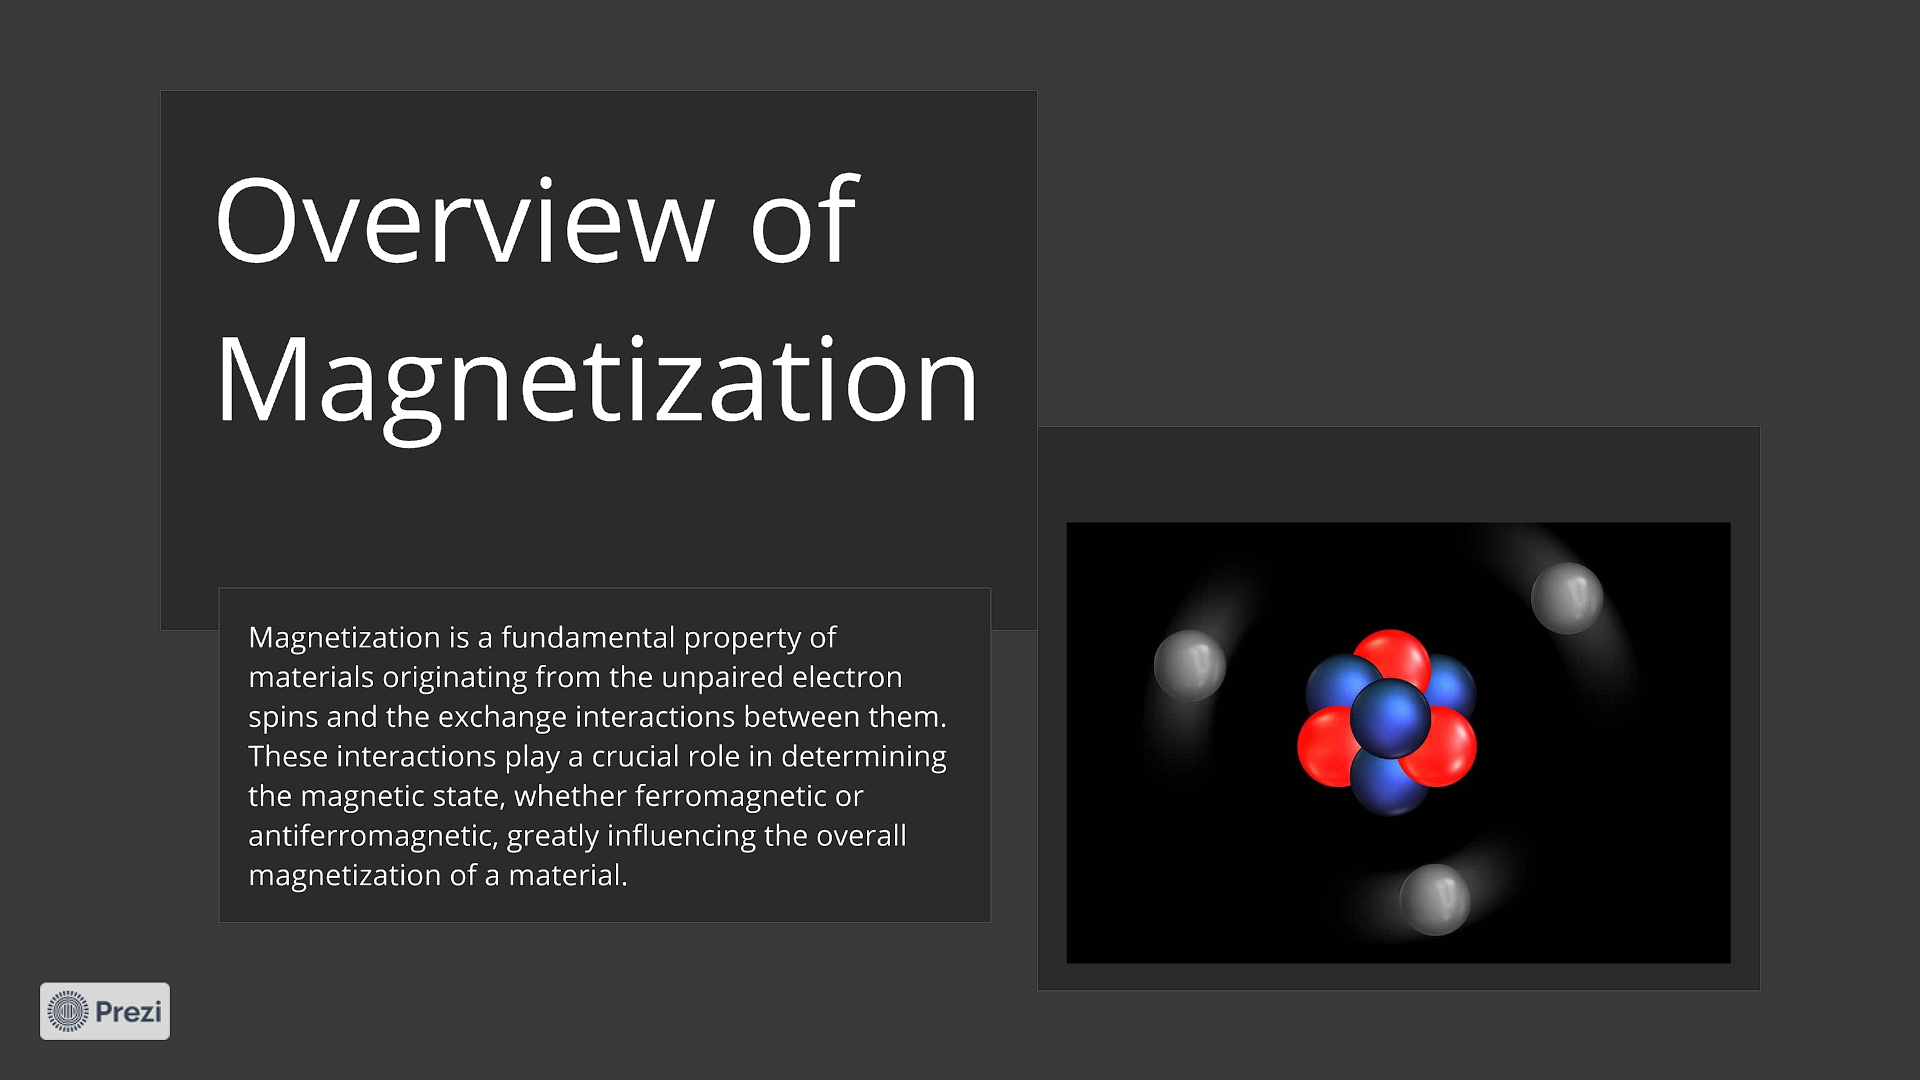 Overview of
Magnetization
Magnetization is a fundamental property of
materials originating from the unpaired electron
spins and the exchange interactions between them.
These interactions play a crucial role in determining
the magnetic state, whether ferromagnetic or
antiferromagnetic, greatly influencing the overall
magnetization of a material.
Prezi